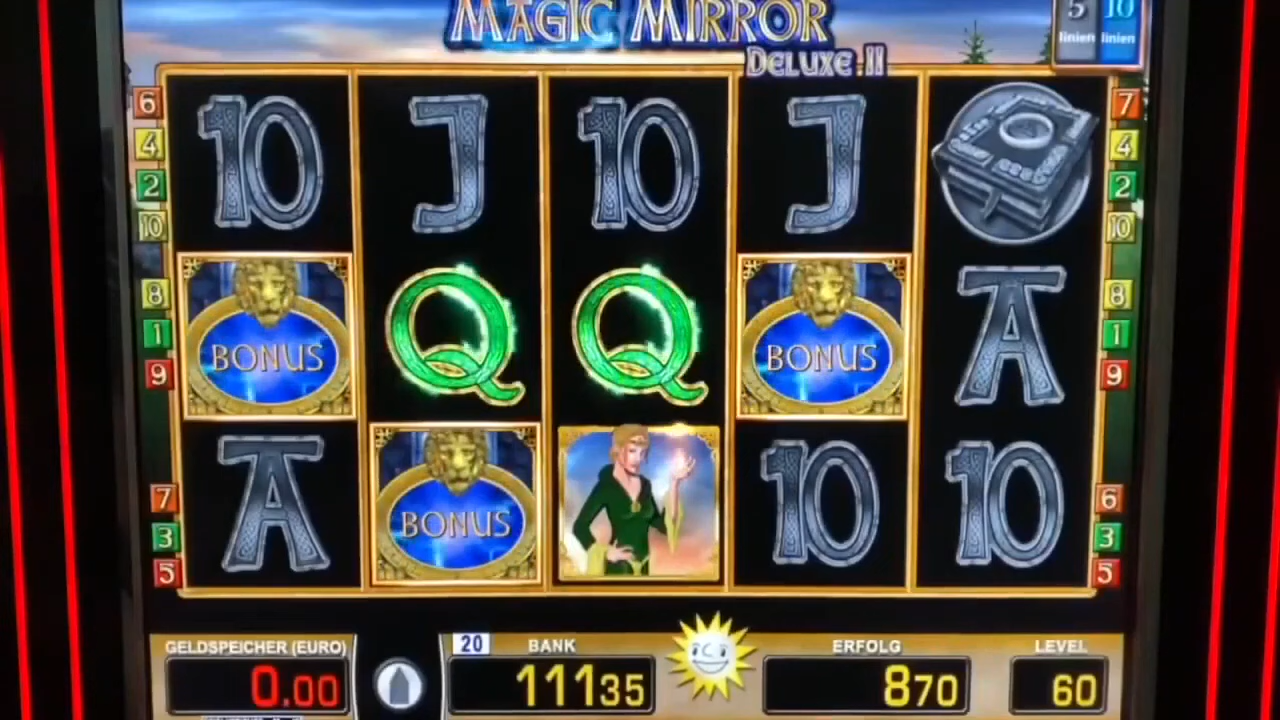 MAGIC MIRROR
DELUXE II
5 10
linien linien
6 10 J 10 J 7
4 4
2 2
10 10
8 8
BONUS Q Q BONUS A
1 1
9 9
A BONUS 10 10
7 6
3 3
5 5
GELDSPEICHER (EURO) 20 BANK ERFOLG LEVEL
0.00 11135 870 60